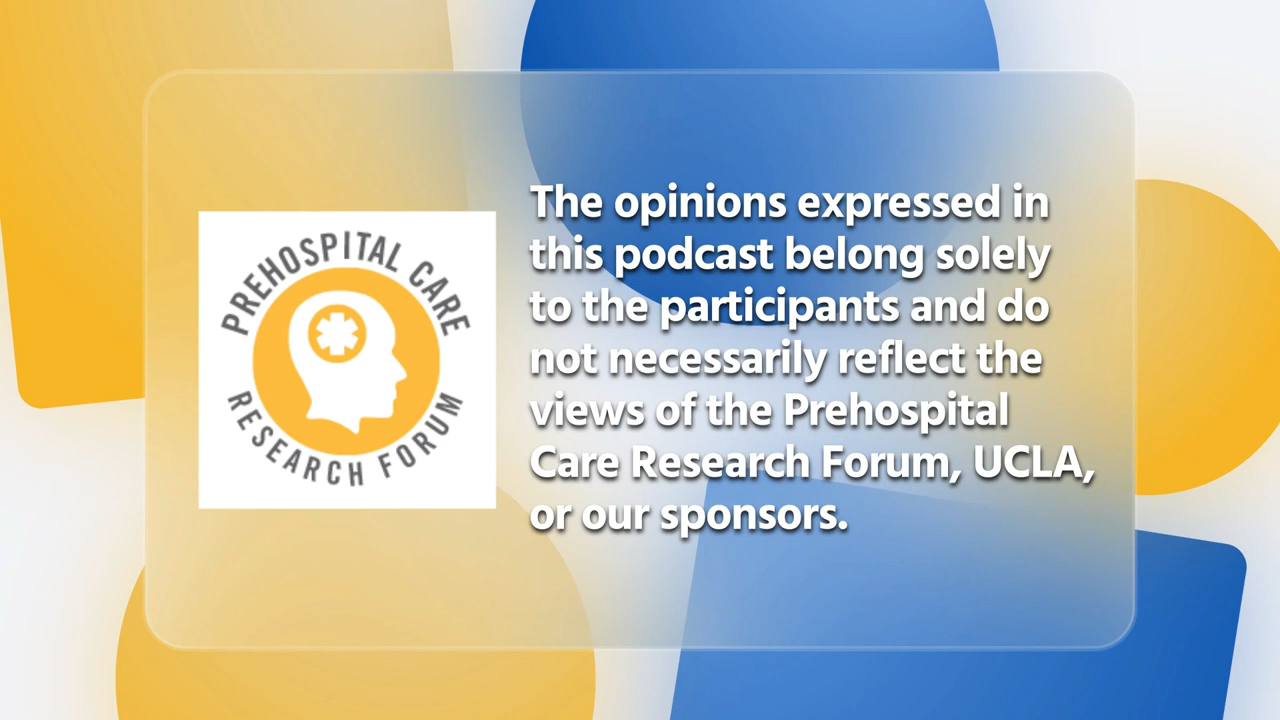 PREHOSPITAL CARE
RESEARCH FORUM
The opinions expressed in
this podcast belong solely
to the participants and do
not necessarily reflect the
views of the Prehospital
Care Research Forum, UCLA,
or our sponsors.